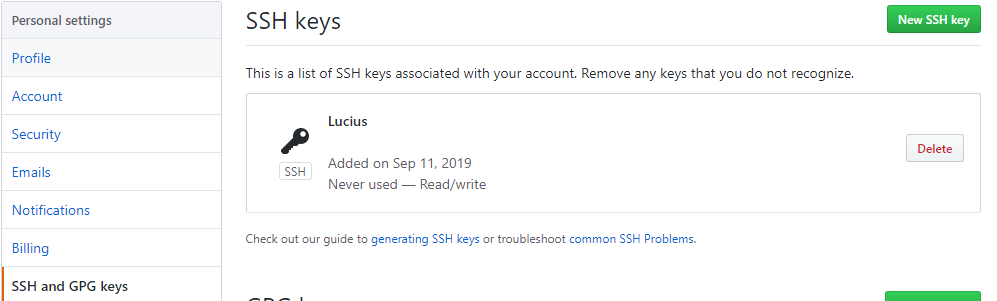 Personal settings
Profile
Account
Security
Emails
Notifications
Billing
SSH and GPG keys
SSH keys
New SSH key
This is a list of SSH keys associated with your account. Remove any keys that you do not recognize.
Lucius
SSH
Added on Sep 11, 2019
Never used — Read/write
Delete
Check out our guide to generating SSH keys or troubleshoot common SSH Problems.